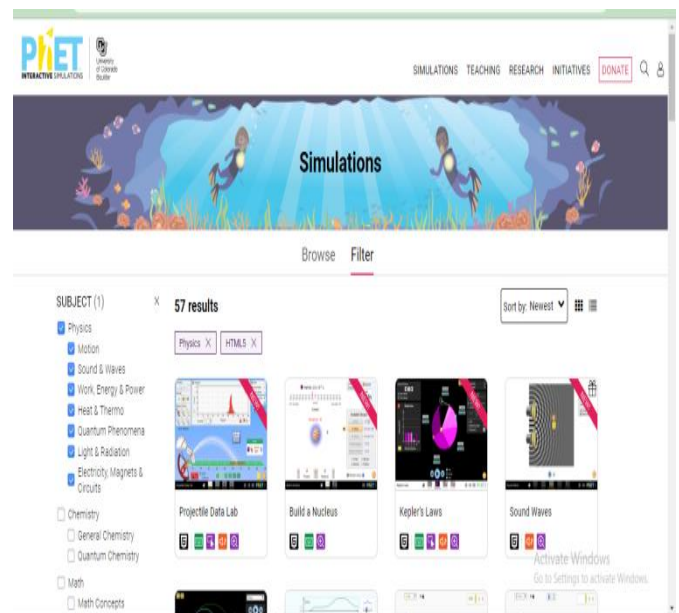 PhET
INTERACTIVE SIMULATIONS
University
of Colorado
Boulder
SIMULATIONS TEACHING RESEARCH INITIATIVES DONATE
Simulations
Browse Filter
SUBJECT (1) X
57 results
Sort by: Newest
Physics
Motion
Sound & Waves
Work, Energy & Power
Heat & Thermo
Quantum Phenomena
Light & Radiation
Electricity, Magnets &
Circuits
Chemistry
General Chemistry
Quantum Chemistry
Math
Math Concepts
Physics X HTML5 X
Projectile Data Lab
Build a Nucleus
Kepler's Laws
Sound Waves
Activate Windows
Go to Settings to activate Windows.